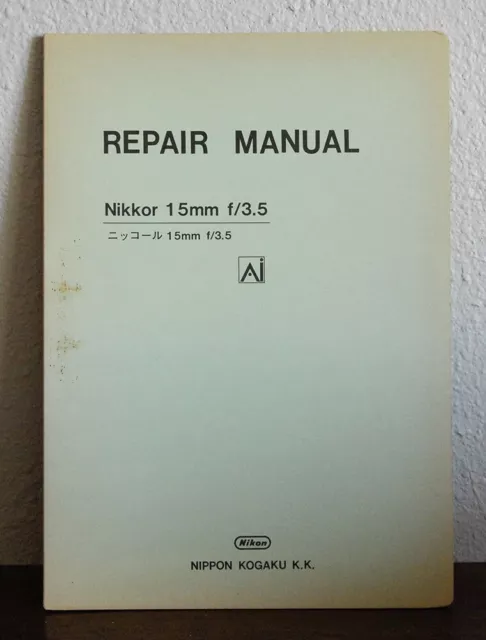 REPAIR MANUAL
Nikkor 15mm f/3.5
ニッコール 15mm f/3.5
Ai
Nikon
NIPPON KOGAKU K.K.